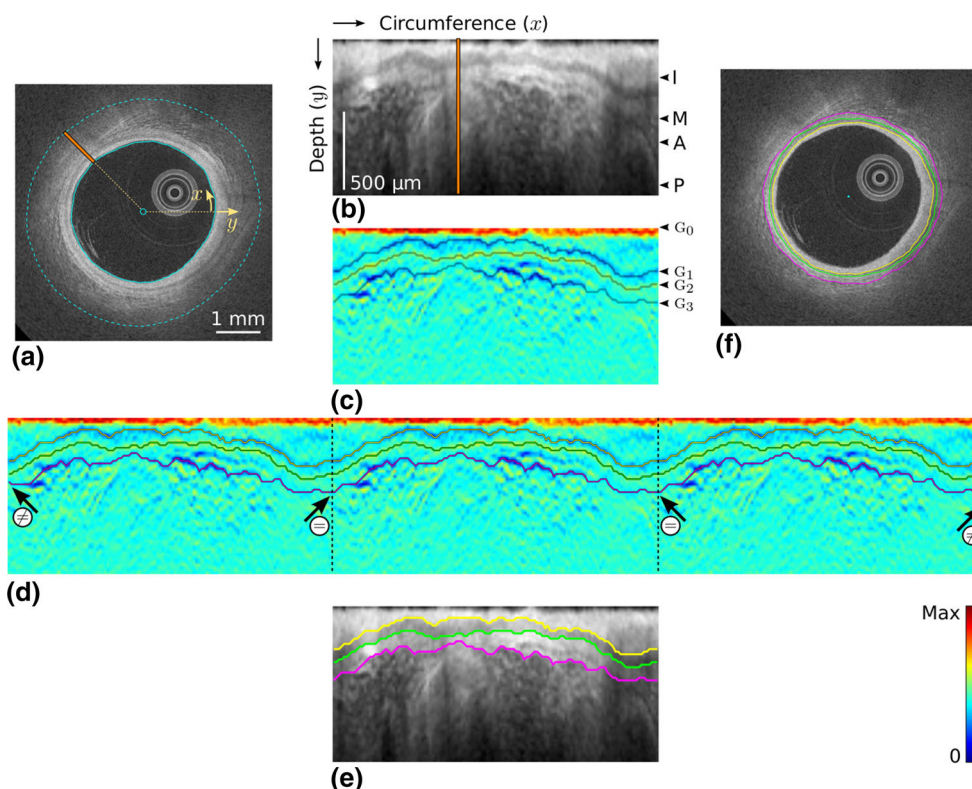 Circumference (x)
Depth (y)
500 µm
I
M
A
P
(b)
x
y
1 mm
(a)
G0
G1
G2
G3
(c)
(f)
≠
=
=
≠
(d)
Max
0
(e)